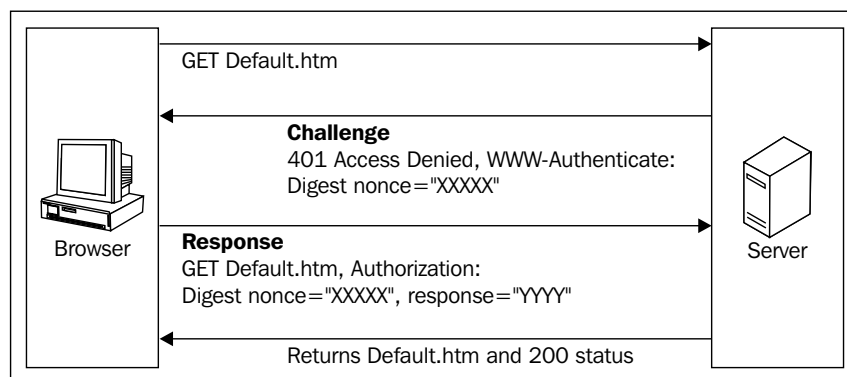 GET Default.htm
Challenge
401 Access Denied, WWW-Authenticate:
Digest nonce="XXXXX"
Browser
Response
GET Default.htm, Authorization:
Digest nonce="XXXXX", response="YYYY"
Server
Returns Default.htm and 200 status